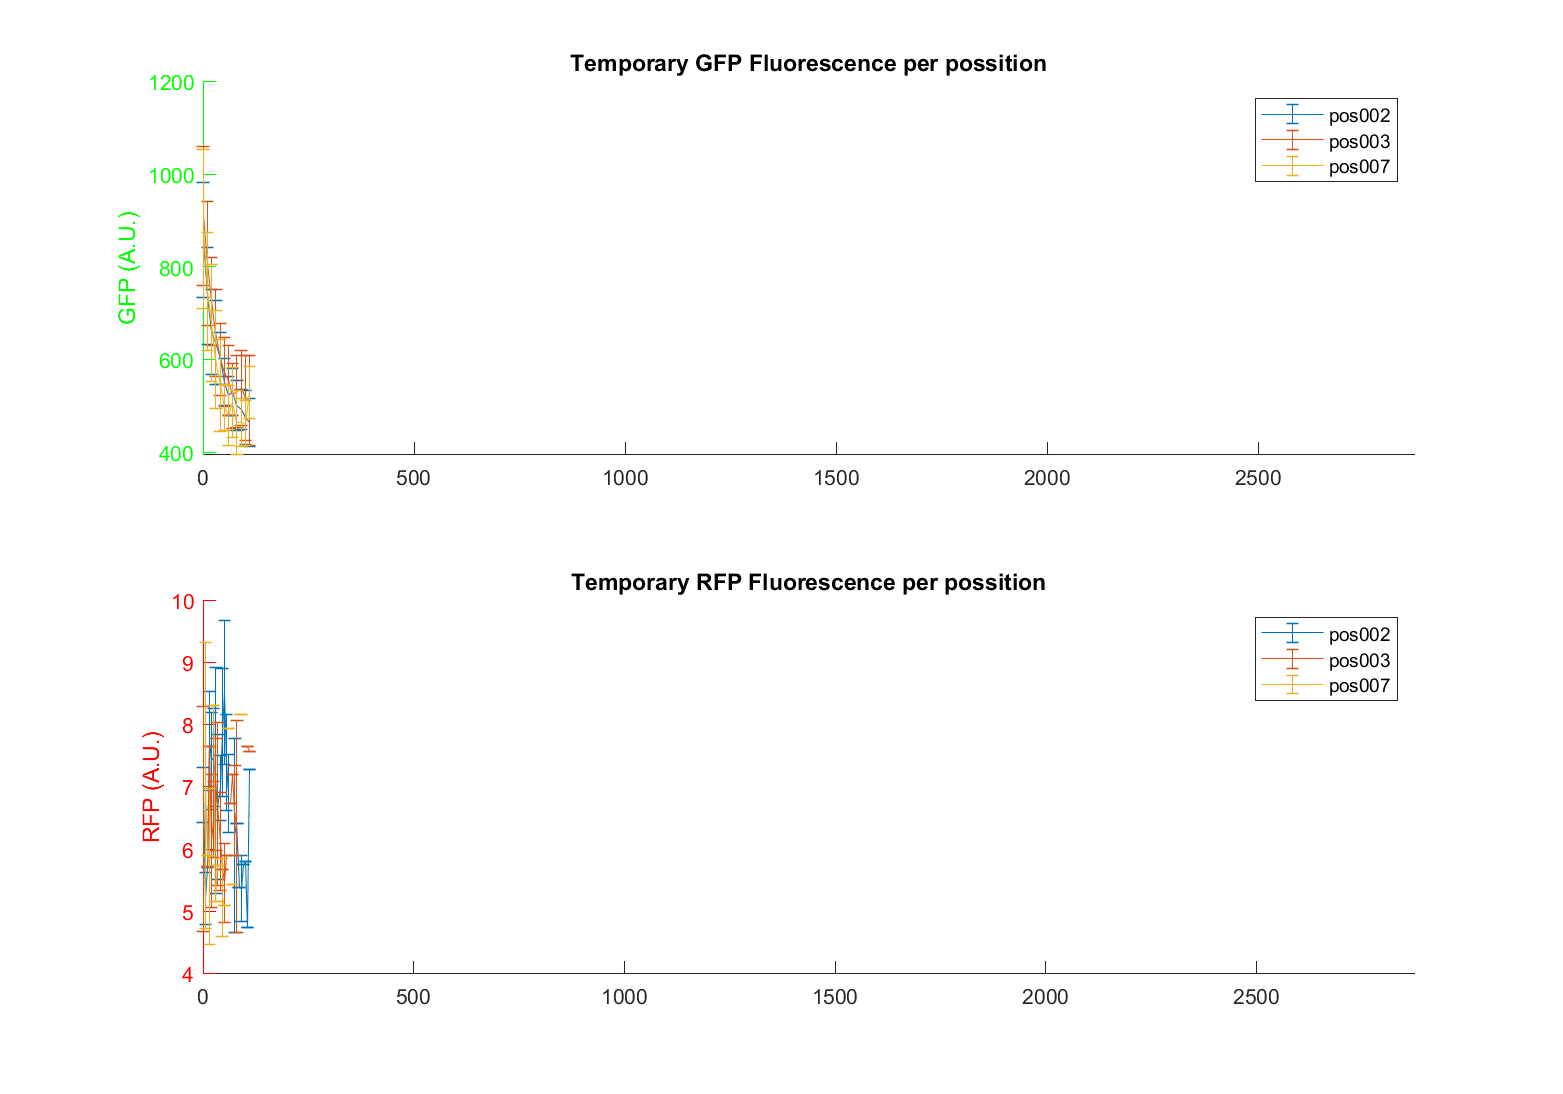 Temporary GFP Fluorescence per possition
1200
1000
800
600
400
GFP (A.U.)
pos002
pos003
pos007
0 500 1000 1500 2000 2500
Temporary RFP Fluorescence per possition
10
9
8
7
6
5
4
RFP (A.U.)
pos002
pos003
pos007
0 500 1000 1500 2000 2500